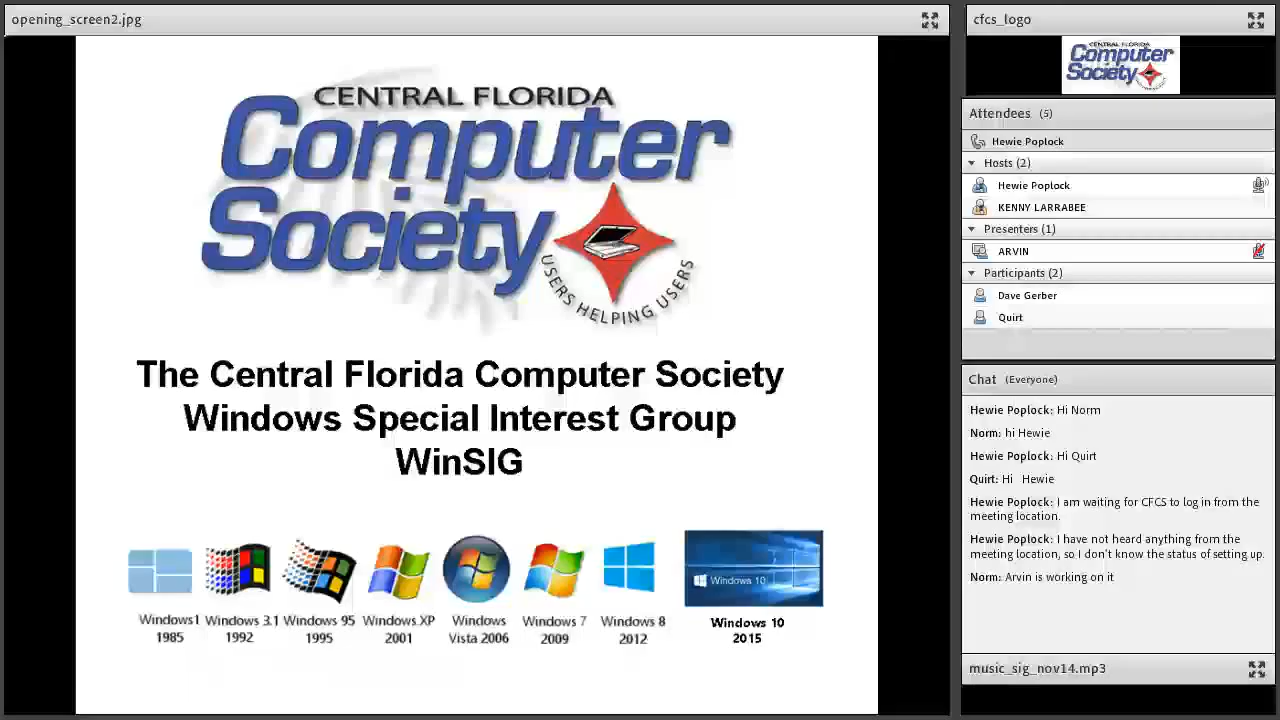 opening_screen2.jpg
CENTRAL FLORIDA
Computer
Society
USERS HELPING USERS
The Central Florida Computer Society
Windows Special Interest Group
WinSIG
Windows 10
Windows1 Windows 3.1 Windows 95 Windows XP Windows Windows 7 Windows 8 Windows 10
1985 1992 1995 2001 Vista 2006 2009 2012 2015
cfcs_logo
CENTRAL FLORIDA
Computer
Society
Attendees (5)
Hewie Poplock
Hosts (2)
Hewie Poplock
KENNY LARRABEE
Presenters (1)
ARVIN
Participants (2)
Dave Gerber
Quirt
Chat (Everyone)
Hewie Poplock: Hi Norm
Norm: hi Hewie
Hewie Poplock: Hi Quirt
Quirt: Hi Hewie
Hewie Poplock: I am waiting for CFCS to log in from the
meeting location.
Hewie Poplock: I have not heard anything from the
meeting location, so I don't know the status of setting up.
Norm: Arvin is working on it
music_sig_nov14.mp3